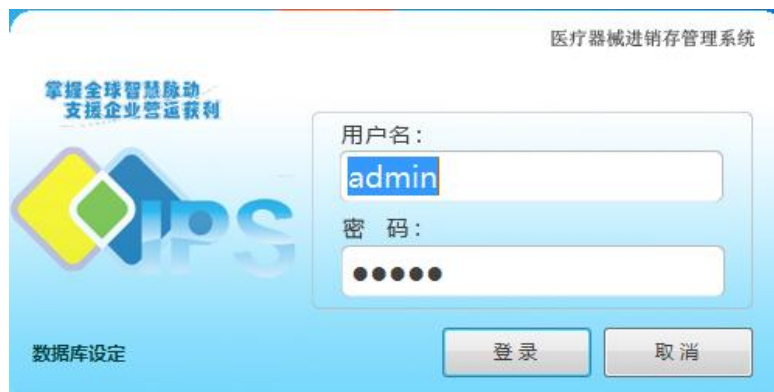 医疗器械进销存管理系统
掌握全球智慧脉动
支援企业营运获利
用户名：
admin
IPS
密 码：
●●●●●
数据库设定
登录
取消